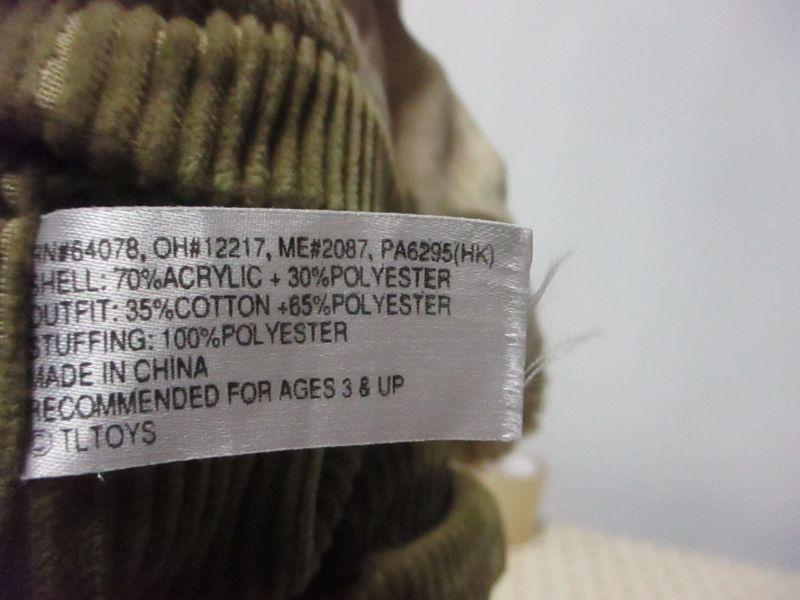 RN#64078, OH#12217, ME#2087, PA6295(HK)
SHELL: 70%ACRYLIC + 30%POLYESTER
OUTFIT: 35%COTTON +65%POLYESTER
STUFFING: 100%POLYESTER
MADE IN CHINA
RECOMMENDED FOR AGES 3 & UP
© TLTOYS